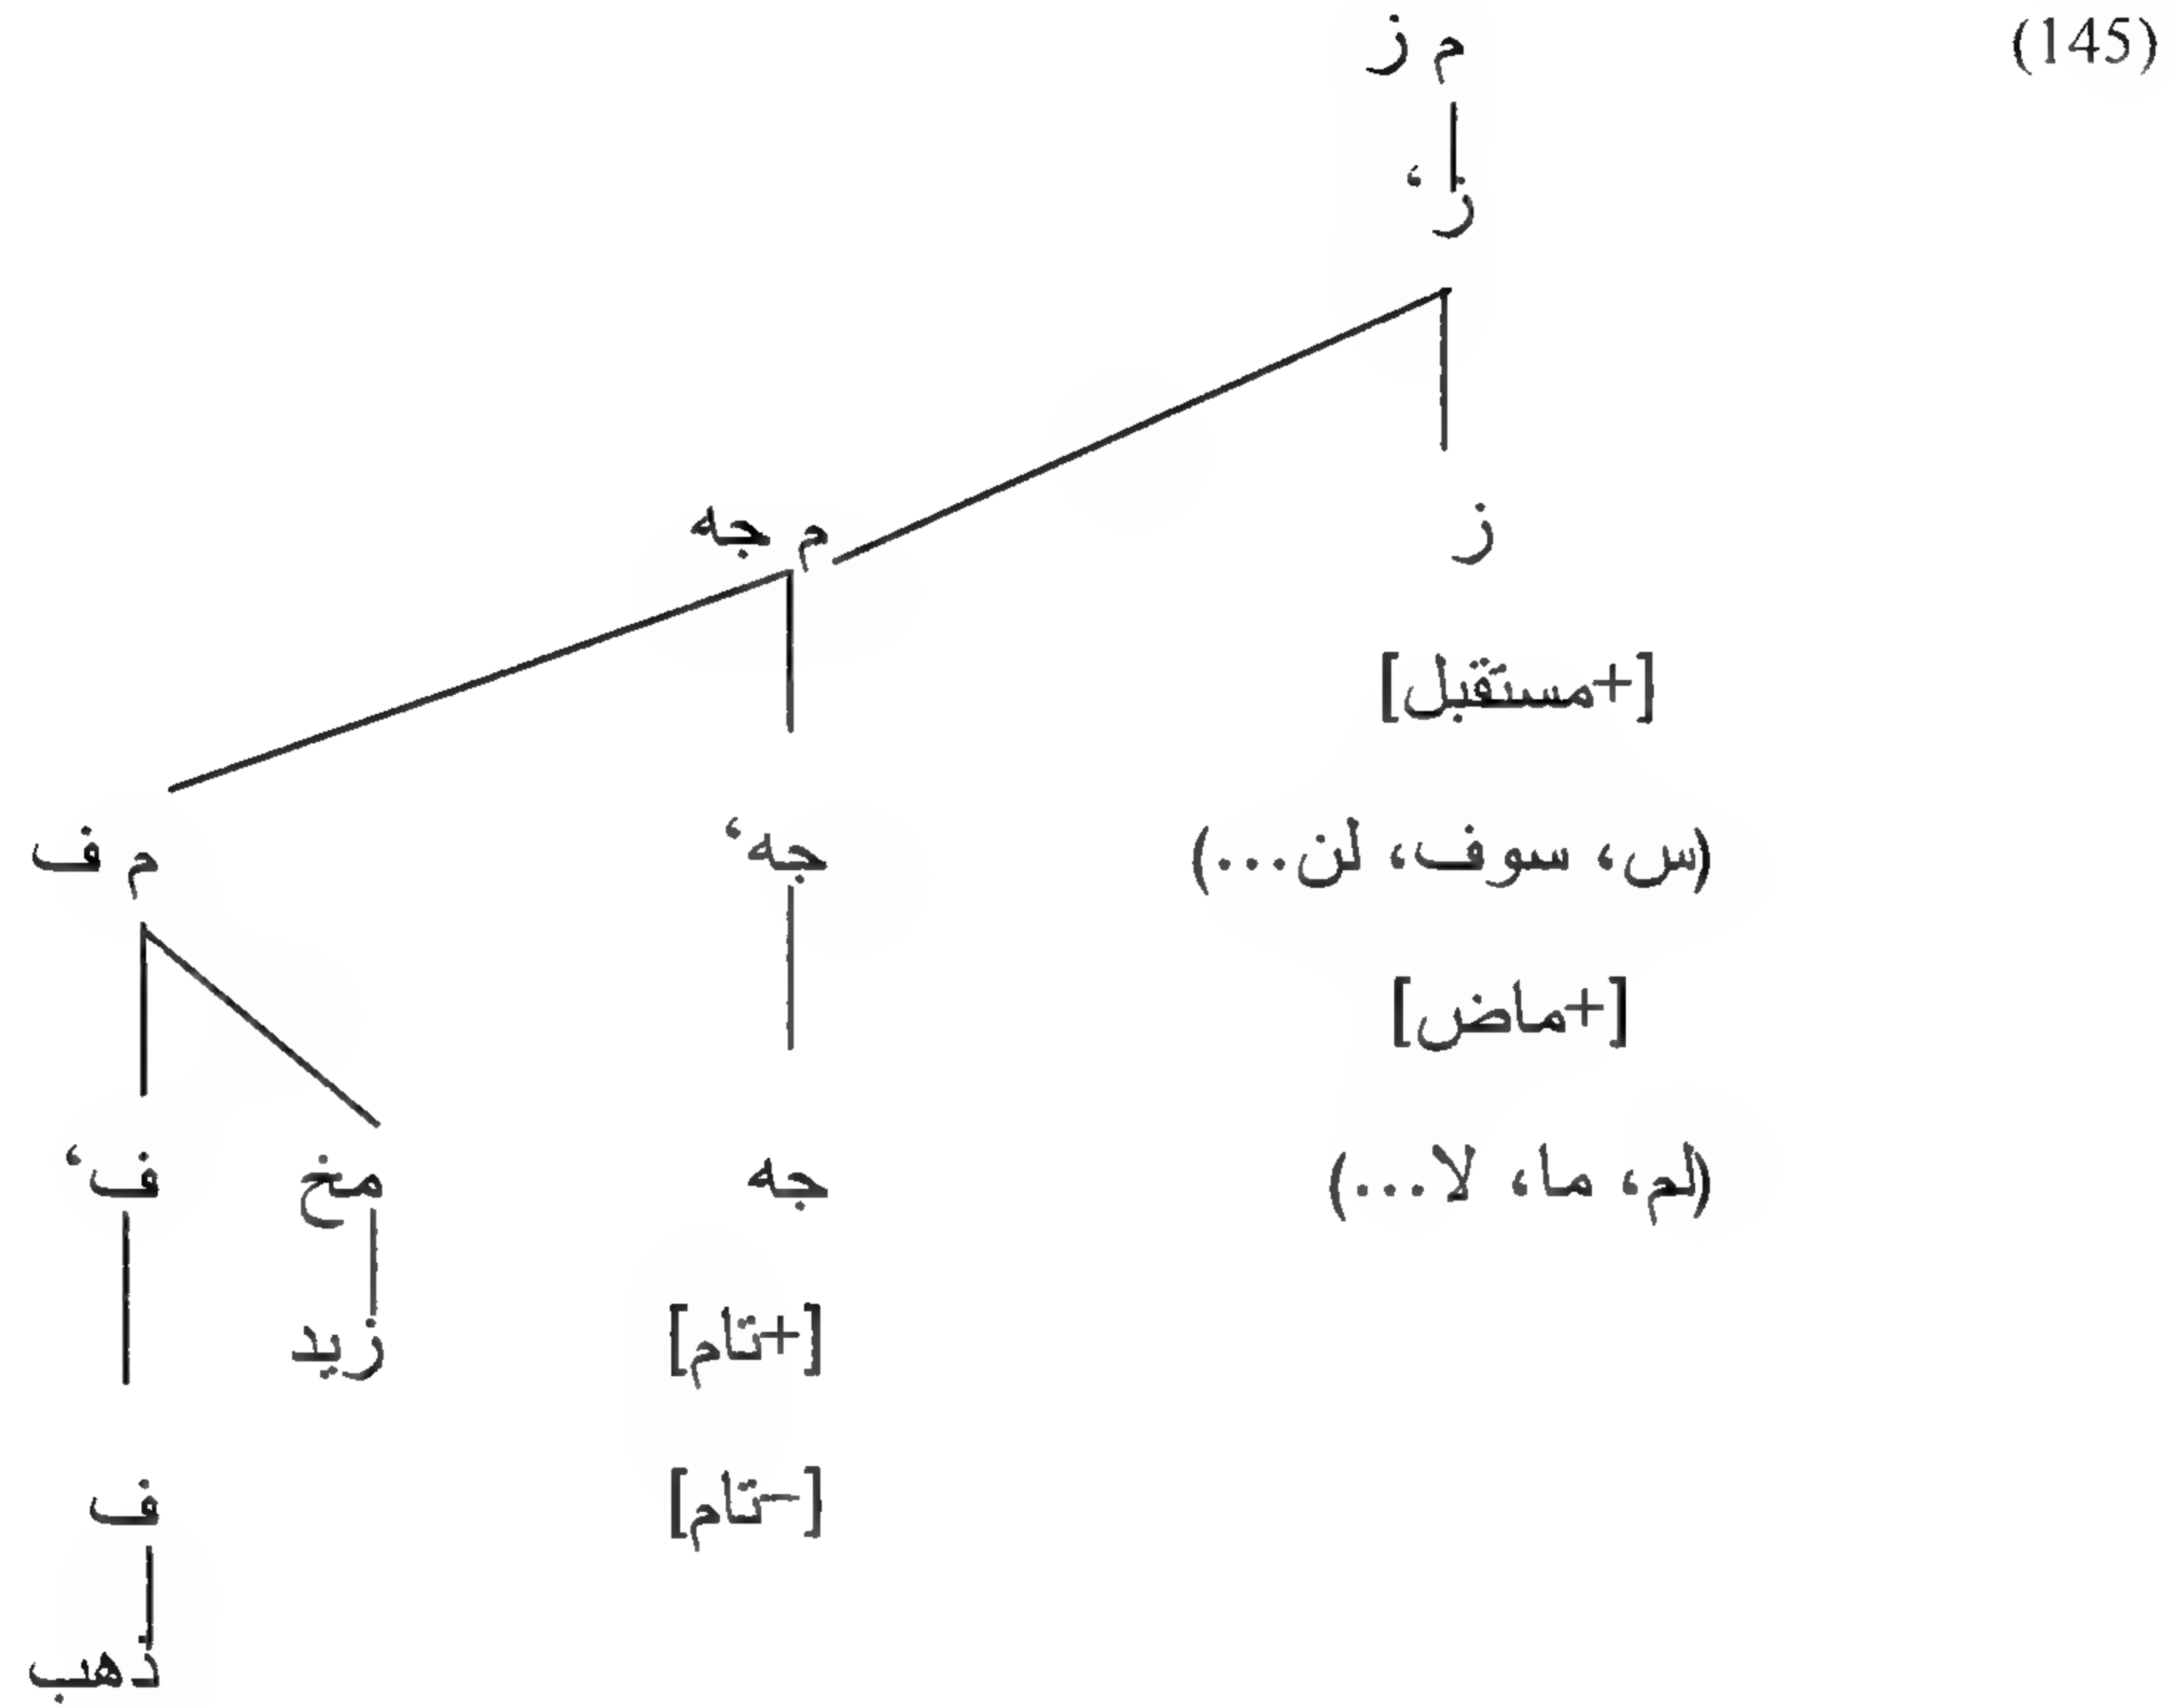 (145)
م ز
ز‘
ز
م جه
[+مستقبل]
(س، سوف، لن...)
جه‘
م ف
[+ماض]
(لم، ما، لا...)
جه
مخ
ف‘
[+تام]
زيد
[−تام]
ف
ذهب